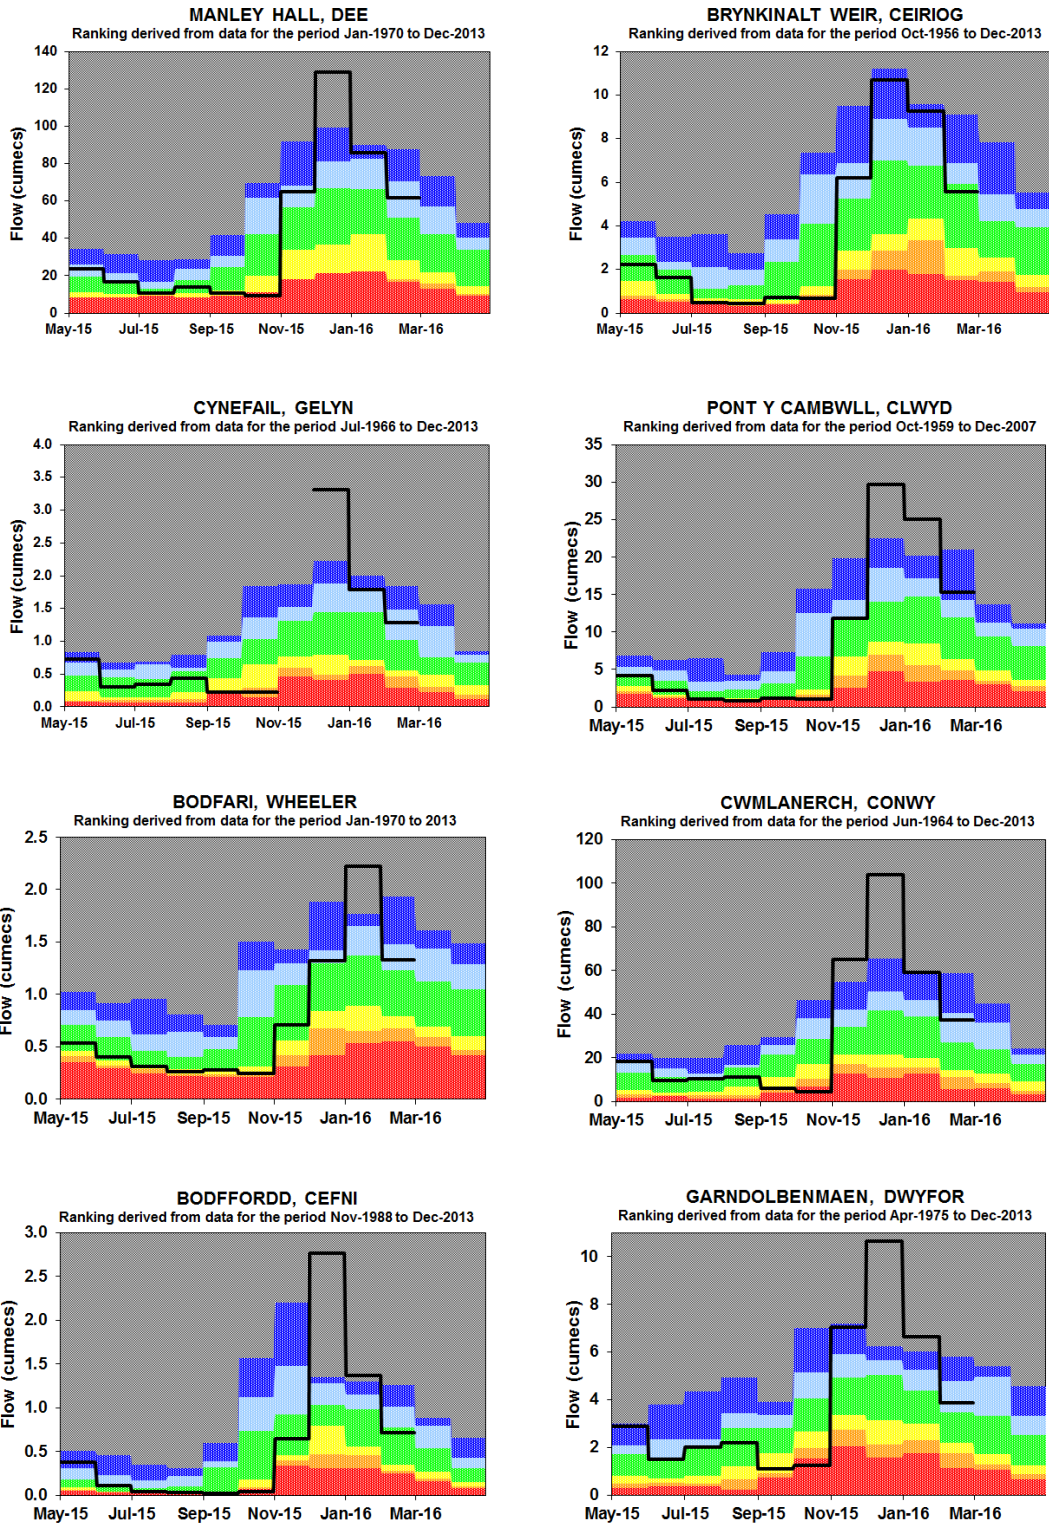 MANLEY HALL, DEE
Ranking derived from data for the period Jan-1970 to Dec-2013
Flow (cumecs)
140
120
100
80
60
40
20
0
May-15 Jul-15 Sep-15 Nov-15 Jan-16 Mar-16
BRYNKINALT WEIR, CEIRIOG
Ranking derived from data for the period Oct-1956 to Dec-2013
Flow (cumecs)
12
10
8
6
4
2
0
May-15 Jul-15 Sep-15 Nov-15 Jan-16 Mar-16
CYNEFAIL, GELYN
Ranking derived from data for the period Jul-1966 to Dec-2013
Flow (cumecs)
4.0
3.5
3.0
2.5
2.0
1.5
1.0
0.5
0.0
May-15 Jul-15 Sep-15 Nov-15 Jan-16 Mar-16
PONT Y CAMBWLL, CLWYD
Ranking derived from data for the period Oct-1959 to Dec-2007
Flow (cumecs)
35
30
25
20
15
10
5
0
May-15 Jul-15 Sep-15 Nov-15 Jan-16 Mar-16
BODFARI, WHEELER
Ranking derived from data for the period Jan-1970 to 2013
Flow (cumecs)
2.5
2.0
1.5
1.0
0.5
0.0
May-15 Jul-15 Sep-15 Nov-15 Jan-16 Mar-16
CWMLANERCH, CONWY
Ranking derived from data for the period Jun-1964 to Dec-2013
Flow (cumecs)
120
100
80
60
40
20
0
May-15 Jul-15 Sep-15 Nov-15 Jan-16 Mar-16
BODFFORDD, CEFNI
Ranking derived from data for the period Nov-1988 to Dec-2013
Flow (cumecs)
3.0
2.5
2.0
1.5
1.0
0.5
0.0
May-15 Jul-15 Sep-15 Nov-15 Jan-16 Mar-16
GARNDOLBENMAEN, DWYFOR
Ranking derived from data for the period Apr-1975 to Dec-2013
Flow (cumecs)
10
8
6
4
2
0
May-15 Jul-15 Sep-15 Nov-15 Jan-16 Mar-16